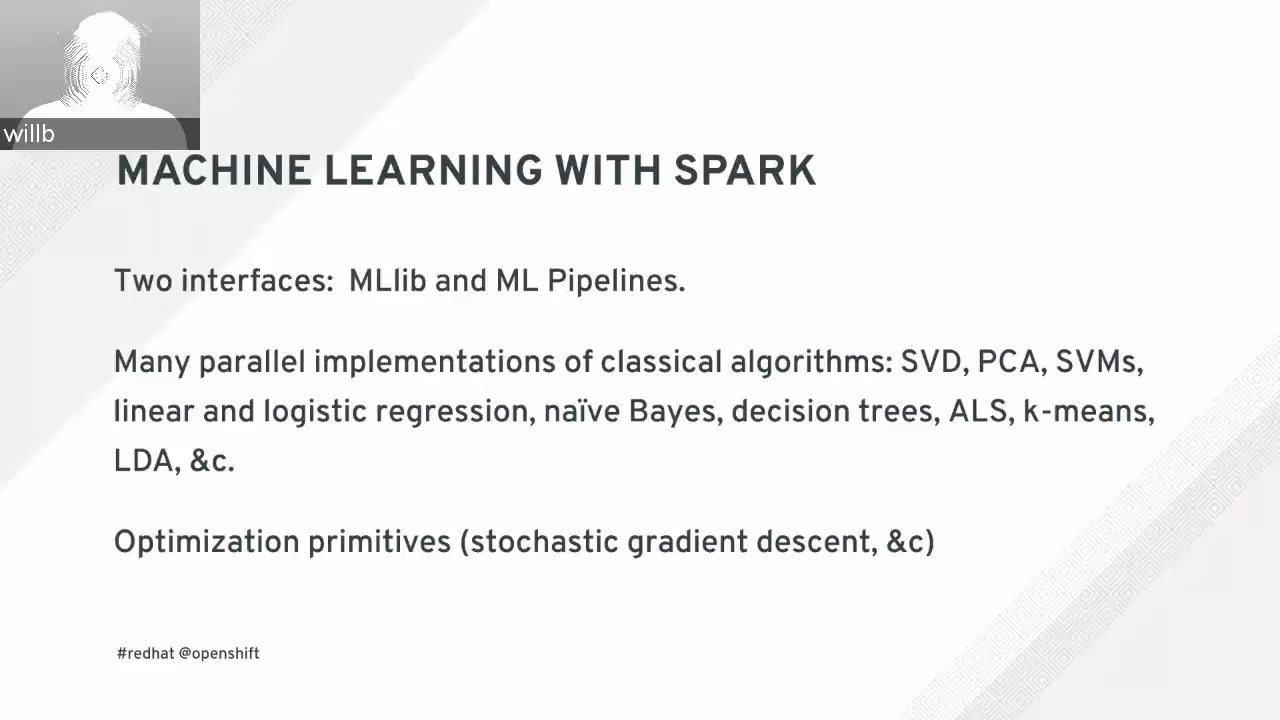 willb
MACHINE LEARNING WITH SPARK
Two interfaces:  MLlib and ML Pipelines.
Many parallel implementations of classical algorithms: SVD, PCA, SVMs,
linear and logistic regression, naïve Bayes, decision trees, ALS, k-means,
LDA, &c.
Optimization primitives (stochastic gradient descent, &c)
#redhat @openshift